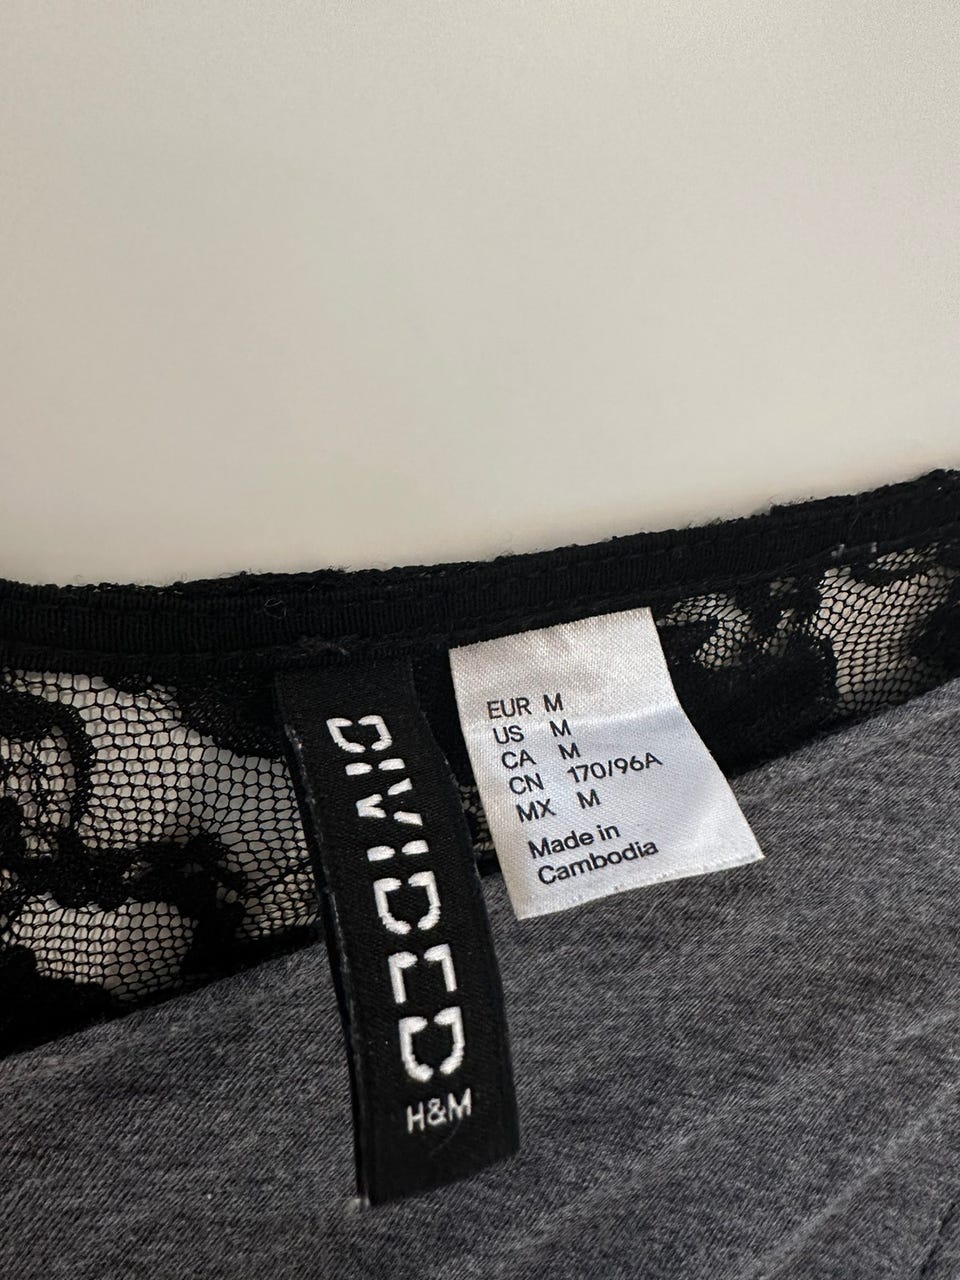 DIVIDED
H&M
EUR M
US M
CA M
CN 170/96A
MX M
Made in
Cambodia